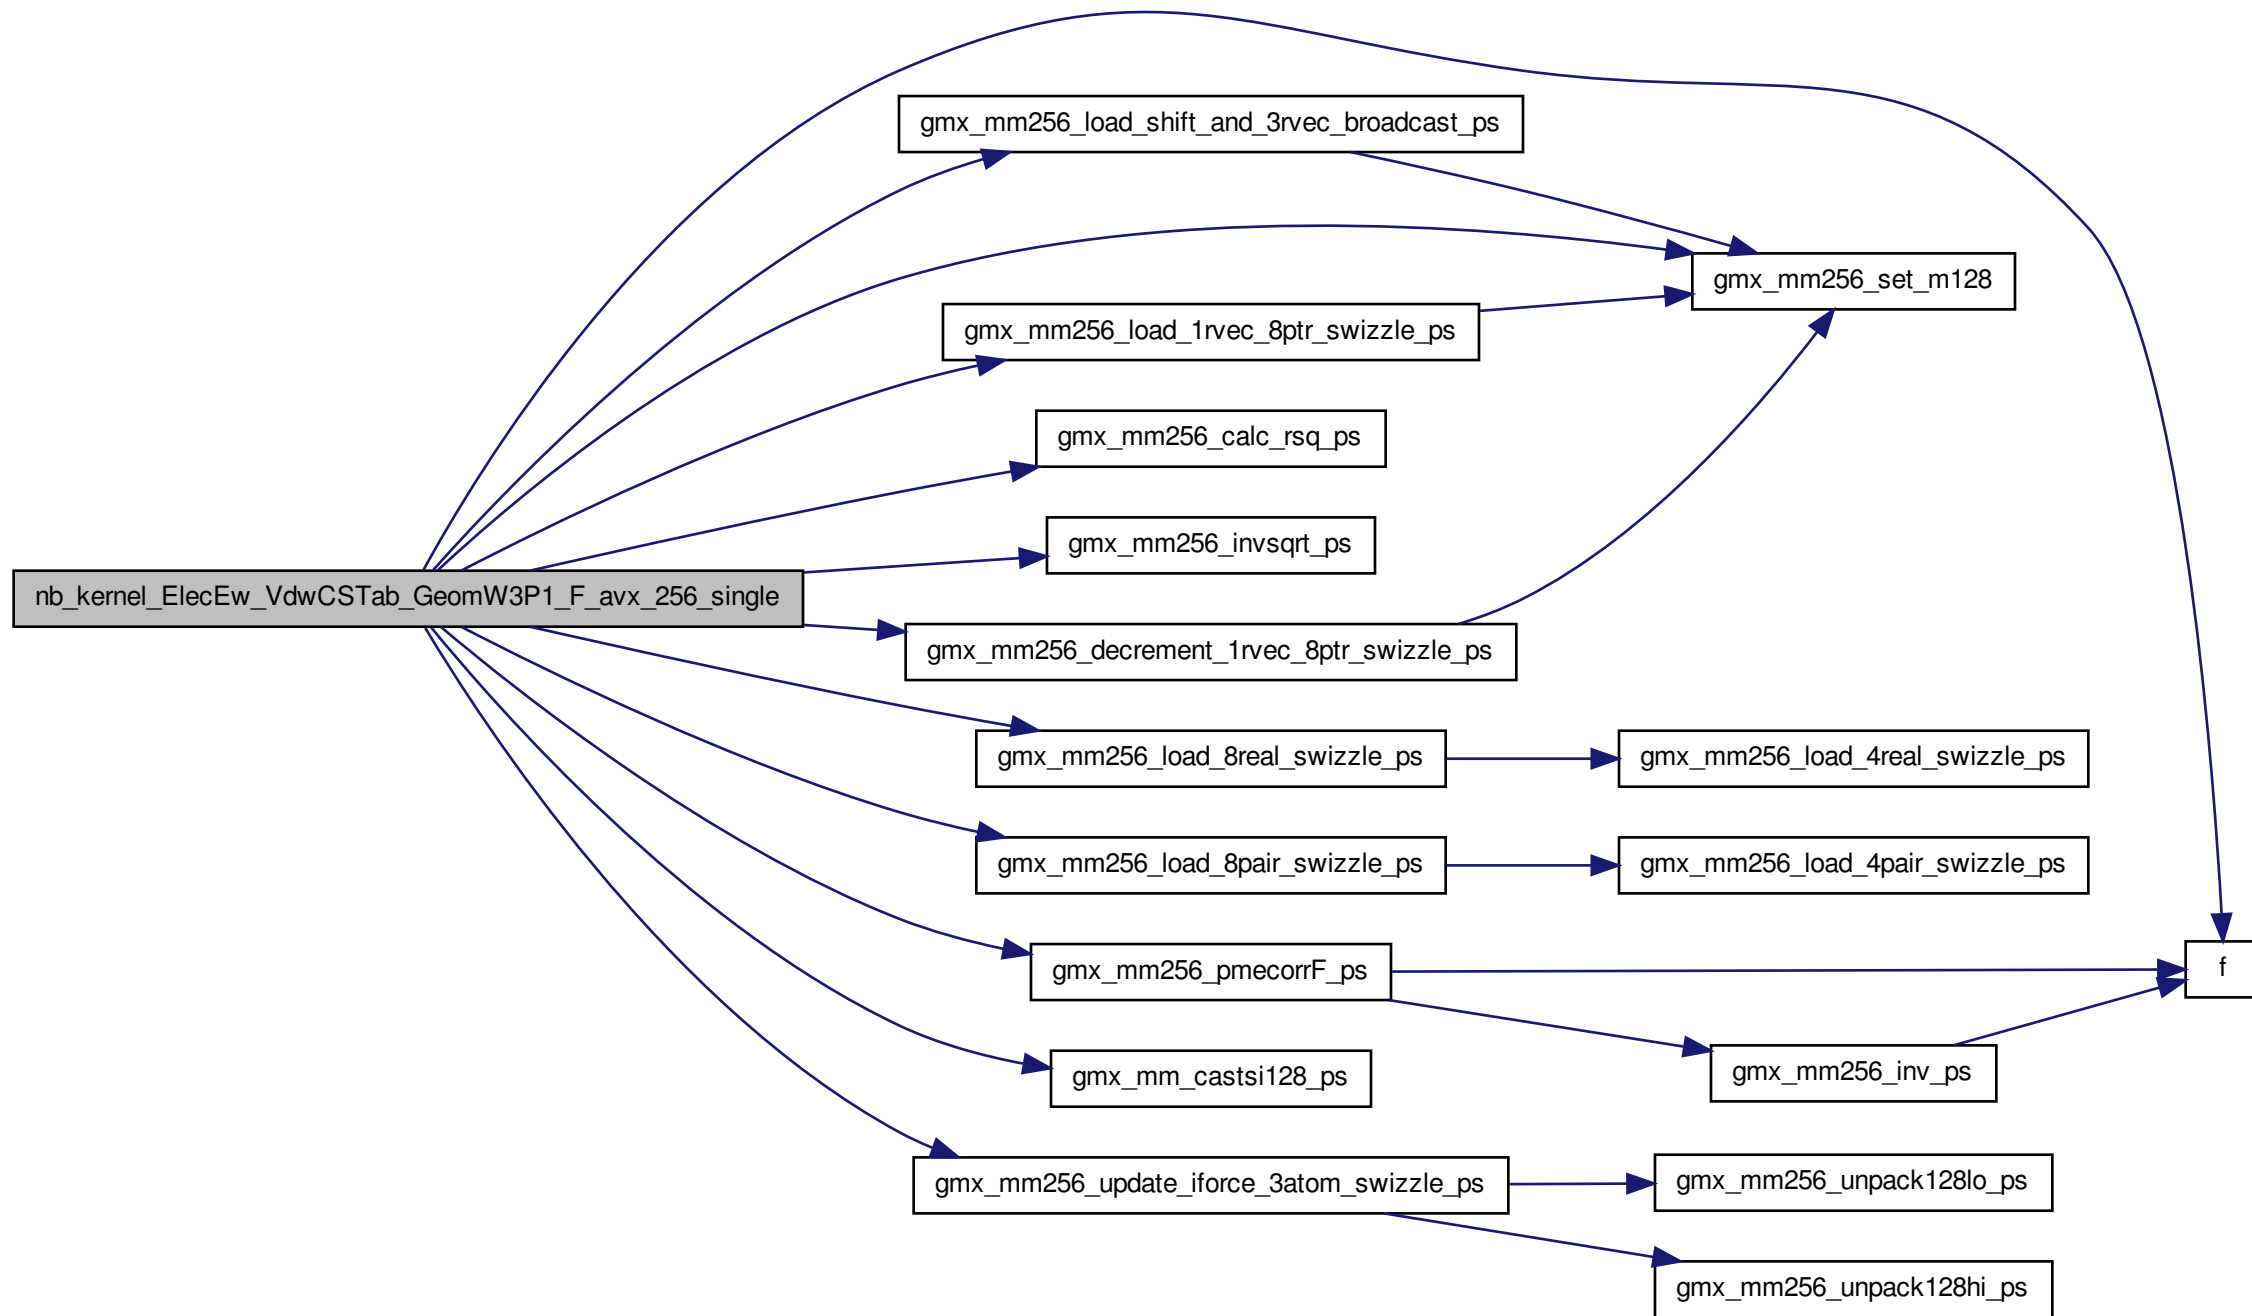 gmx_mm256_load_shift_and_3rvec_broadcast_ps
gmx_mm256_set_m128
gmx_mm256_load_1rvec_8ptr_swizzle_ps
gmx_mm256_calc_rsq_ps
gmx_mm256_invsqrt_ps
nb_kernel_ElecEw_VdwCSTab_GeomW3P1_F_avx_256_single
gmx_mm256_decrement_1rvec_8ptr_swizzle_ps
gmx_mm256_load_8real_swizzle_ps
gmx_mm256_load_4real_swizzle_ps
gmx_mm256_load_8pair_swizzle_ps
gmx_mm256_load_4pair_swizzle_ps
gmx_mm256_pmecorrF_ps
f
gmx_mm256_inv_ps
gmx_mm_castsi128_ps
gmx_mm256_update_iforce_3atom_swizzle_ps
gmx_mm256_unpack128lo_ps
gmx_mm256_unpack128hi_ps